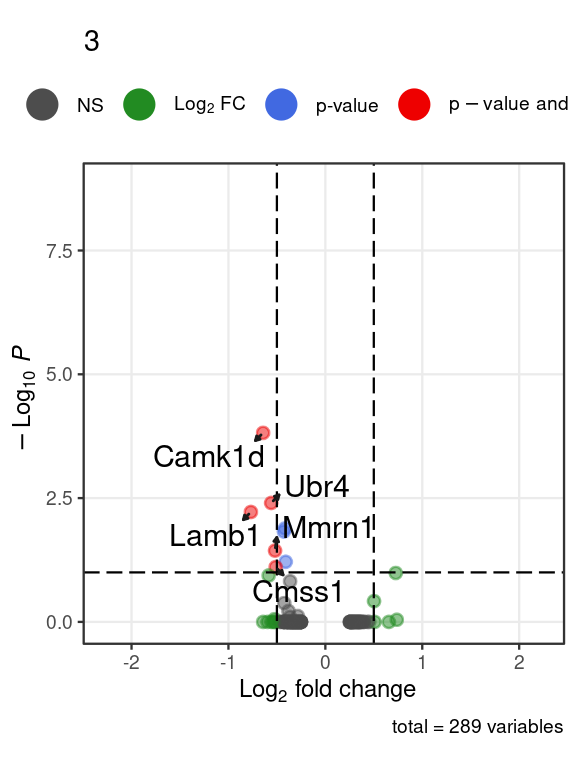 3
NS Log2 FC p-value p − value and
− Log10 P
7.5
5.0
2.5
0.0
Camk1d
Ubr4
Lamb1
Mmrn1
Cmss1
-2 -1 0 1 2
Log2 fold change
total = 289 variables